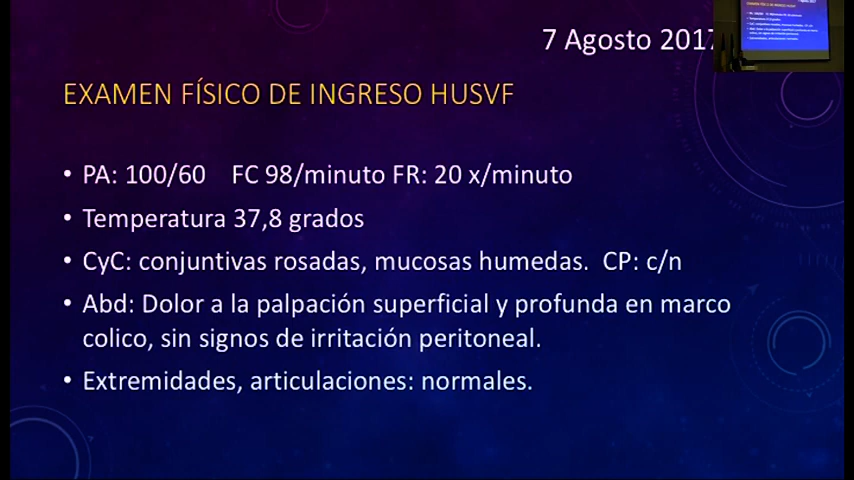 7 Agosto 2017
EXAMEN FÍSICO DE INGRESO HUSVF
• PA: 100/60 FC 98/minuto FR: 20 x/minuto
• Temperatura 37,8 grados
• CyC: conjuntivas rosadas, mucosas humedas. CP: c/n
• Abd: Dolor a la palpación superficial y profunda en marco
colico, sin signos de irritación peritoneal.
• Extremidades, articulaciones: normales.